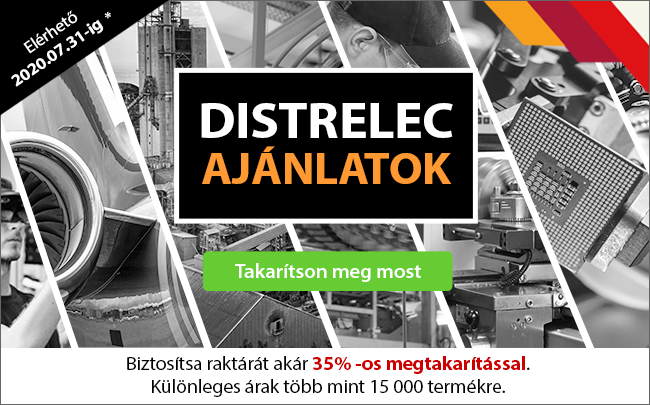 Elérhető
2020.07.31-ig *
DISTRELEC
AJÁNLATOK
Takarítson meg most
Biztosítsa raktárát akár 35% -os megtakarítással.
Különleges árak több mint 15 000 termékre.